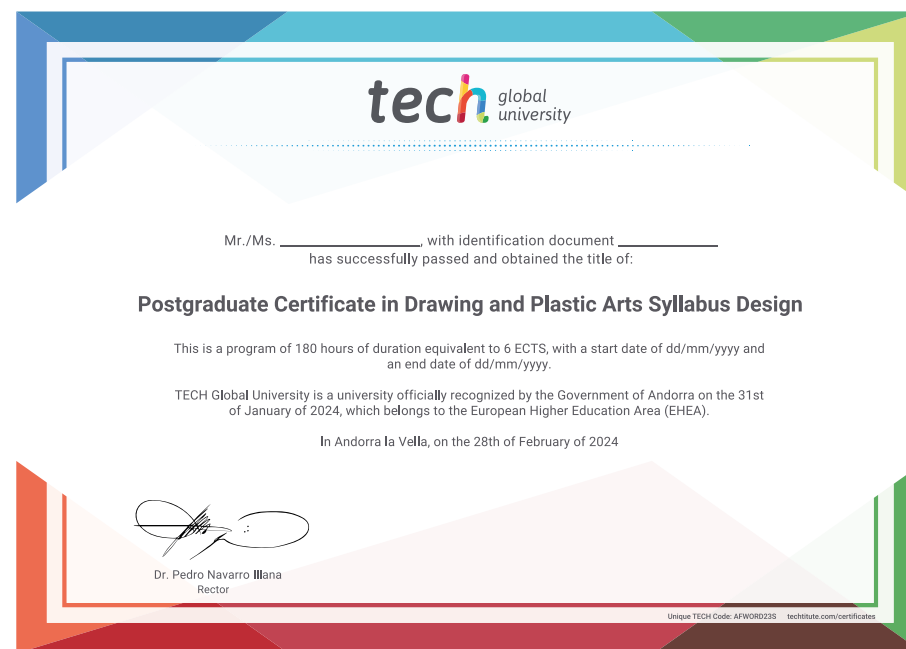 tech global
university
Mr./Ms. ____________________, with identification document ______________
has successfully passed and obtained the title of:
Postgraduate Certificate in Drawing and Plastic Arts Syllabus Design
This is a program of 180 hours of duration equivalent to 6 ECTS, with a start date of dd/mm/yyyy and
an end date of dd/mm/yyyy.
TECH Global University is a university officially recognized by the Government of Andorra on the 31st
of January of 2024, which belongs to the European Higher Education Area (EHEA).
In Andorra la Vella, on the 28th of February of 2024
Dr. Pedro Navarro Illana
Rector
Unique TECH Code: AFWORD23S techtitute.com/certificates